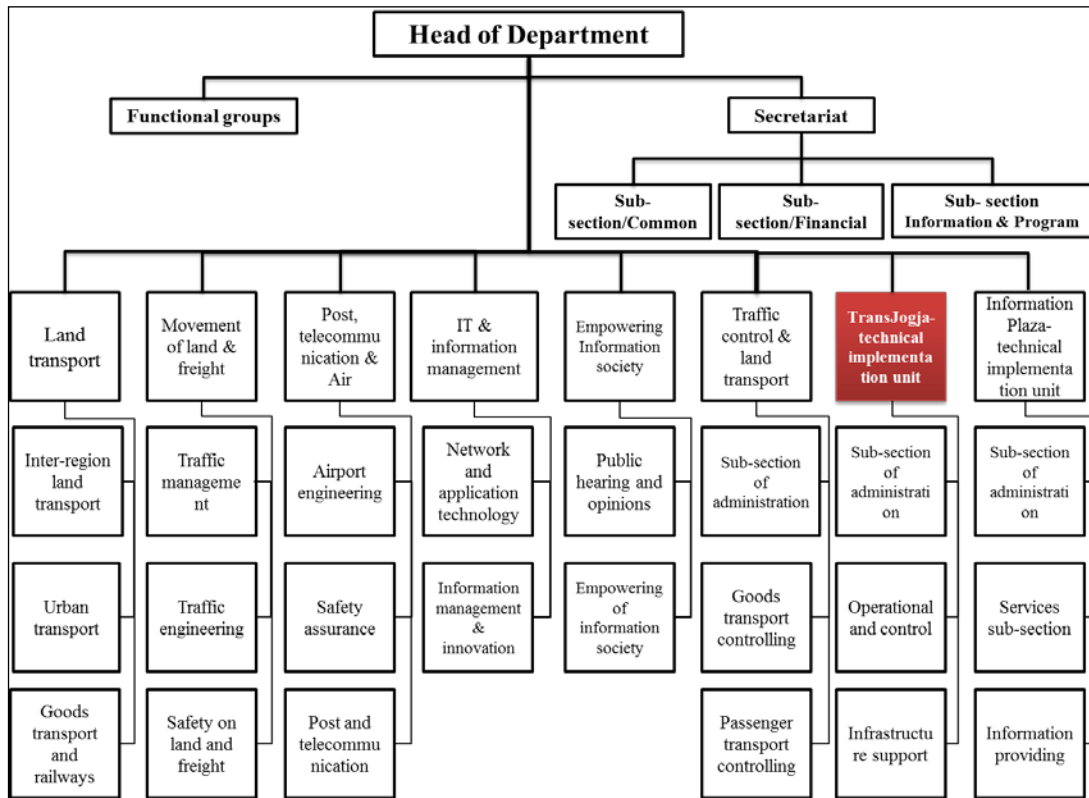 Head of Department
Functional groups
Secretariat
Sub-
section/Common
Sub-
section/Financial
Sub- section
Information & Program
Land
transport
Movement
of land &
freight
Post,
telecommu
nication &
Air
IT &
information
management
Empowering
Information
society
Traffic
control &
land
transport
TransJogja-
technical
implementa
tion unit
Information
Plaza-
technical
implementa
tion unit
Inter-region
land
transport
Traffic
manageme
nt
Airport
engineering
Network
and
application
technology
Public
hearing and
opinions
Sub-section
of
administration
Sub-section
of
administrati
on
Sub-section
of
administrati
on
Urban
transport
Traffic
engineering
Safety
assurance
Information
management
&
innovation
Empowering
of
information
society
Goods
transport
controlling
Operational
and control
Services
sub-section
Goods
transport
and
railways
Safety on
land and
freight
Post and
telecommu
nication
Passenger
transport
controlling
Infrastructu
re support
Information
providing